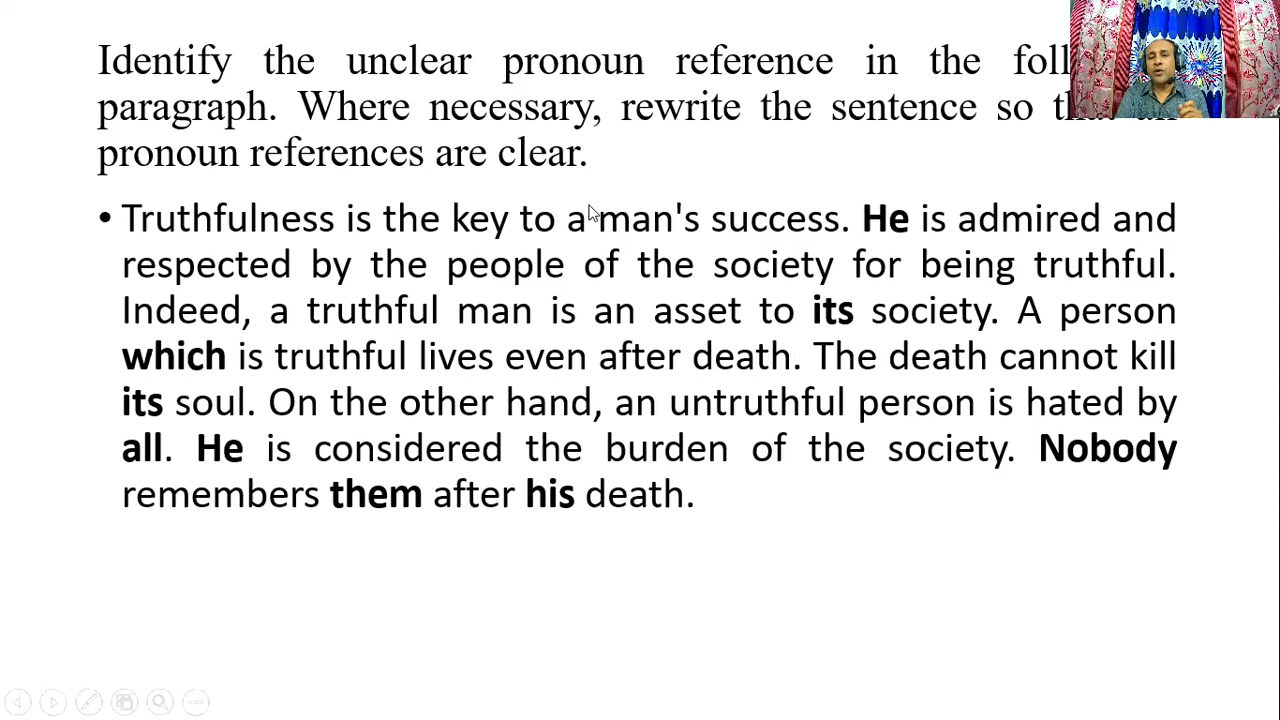 Identify the unclear pronoun reference in the
paragraph. Where necessary, rewrite the sentence so
pronoun references are clear.
• Truthfulness is the key to a man's success. He is admired and
respected by the people of the society for being truthful.
Indeed, a truthful man is an asset to its society. A person
which is truthful lives even after death. The death cannot kill
its soul. On the other hand, an untruthful person is hated by
all. He is considered the burden of the society. Nobody
remembers them after his death.